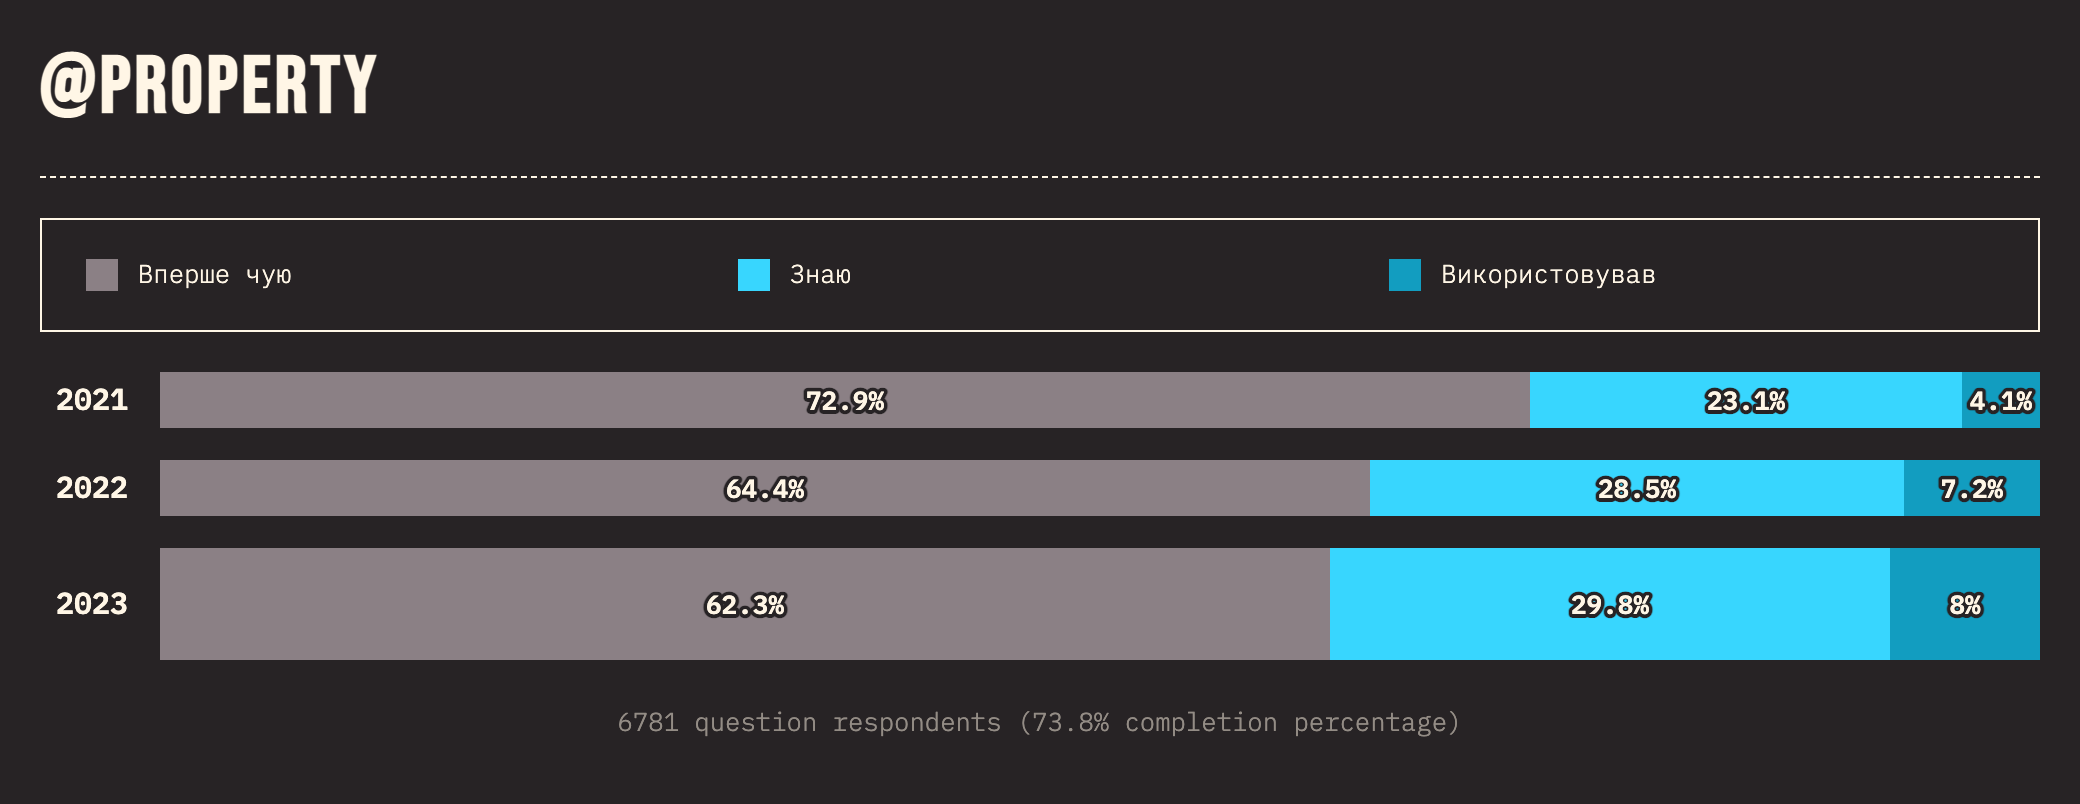 @PROPERTY
Вперше чую
Знаю
Використовував
2021 72.9% 23.1% 4.1%
2022 64.4% 28.5% 7.2%
2023 62.3% 29.8% 8%
6781 question respondents (73.8% completion percentage)